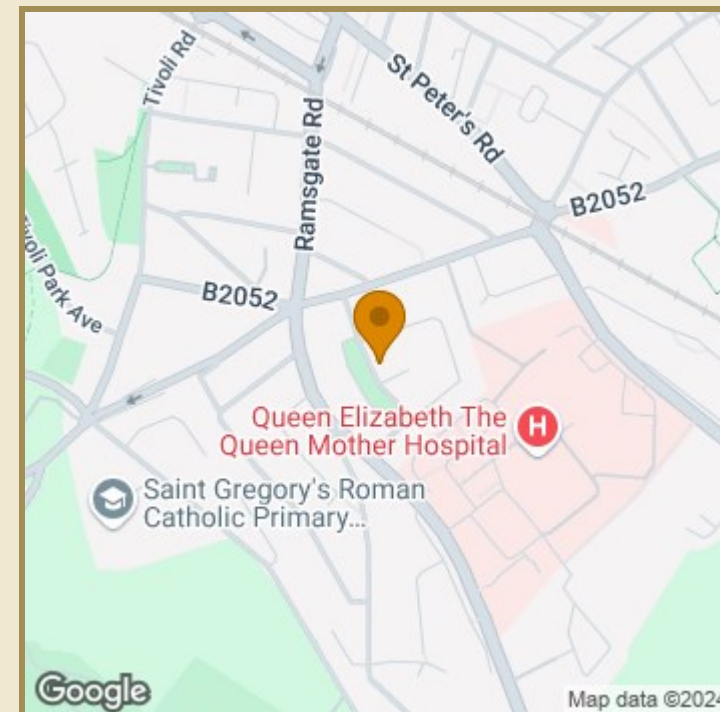 Tivoli Rd
St Peter's Rd
Ramsgate Rd
B2052
Tivoli Park Ave
B2052
Queen Elizabeth The
Queen Mother Hospital
H
Saint Gregory's Roman
Catholic Primary...
Google
Map data ©2024